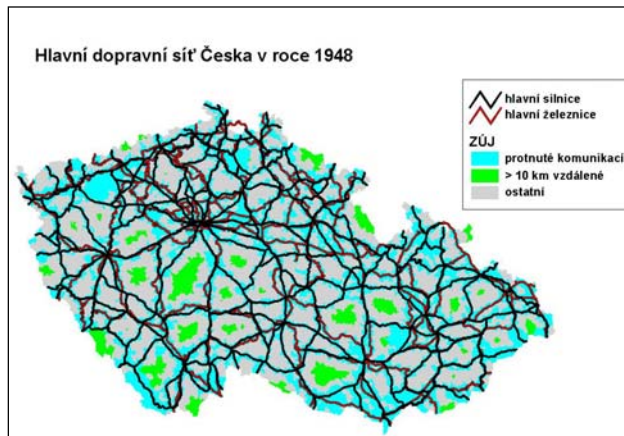 Hlavní dopravní síť Česka v roce 1948
hlavní silnice
hlavní železnice
ZÚJ
protnuté komunikací
> 10 km vzdálené
ostatní